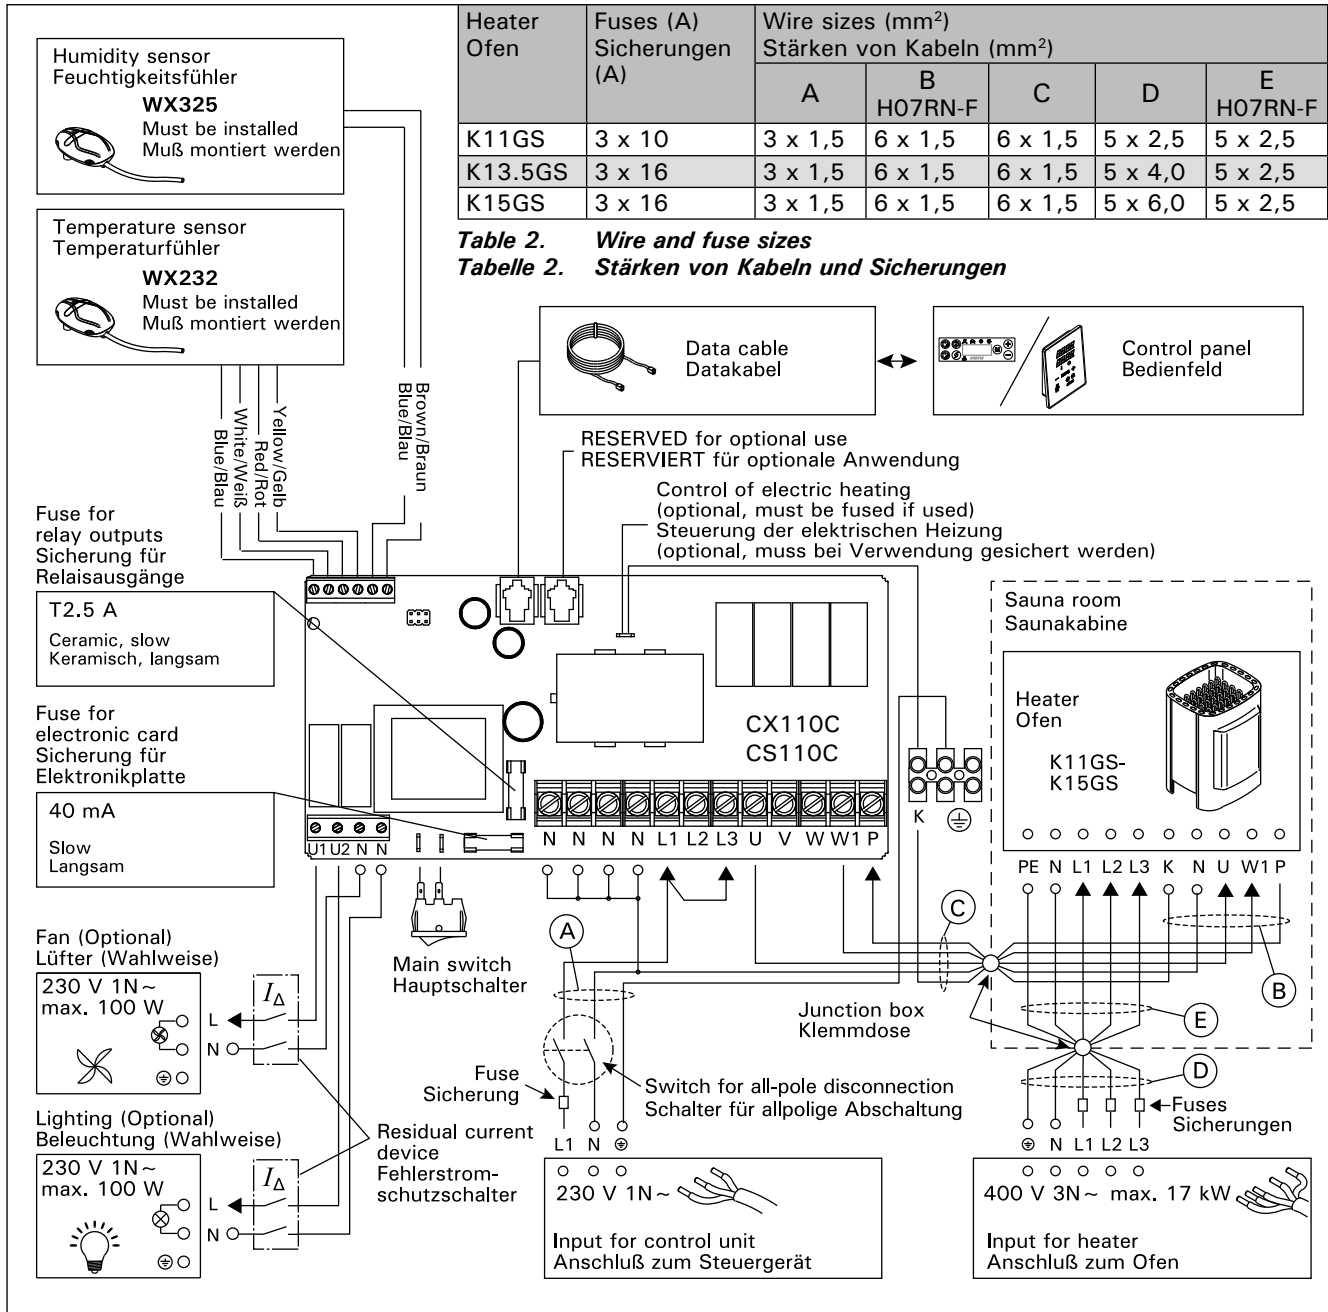 Heater
Ofen
Fuses (A)
Sicherungen
(A)
Wire sizes (mm²)
Stärken von Kabeln (mm²)
A
B
H07RN-F
C
D
E
H07RN-F
K11GS 3 x 10 3 x 1,5 6 x 1,5 6 x 1,5 5 x 2,5 5 x 2,5
K13.5GS 3 x 16 3 x 1,5 6 x 1,5 6 x 1,5 5 x 4,0 5 x 2,5
K15GS 3 x 16 3 x 1,5 6 x 1,5 6 x 1,5 5 x 6,0 5 x 2,5
Table 2. Wire and fuse sizes
Tabelle 2. Stärken von Kabeln und Sicherungen
Humidity sensor
Feuchtigkeitsfühler
WX325
Must be installed
Muß montiert werden
Temperature sensor
Temperaturfühler
WX232
Must be installed
Muß montiert werden
Data cable
Datakabel
Control panel
Bedienfeld
Blue/Blau
White/Weiß
Red/Rot
Yellow/Gelb
Blue/Blau
Brown/Braun
RESERVED for optional use
RESERVIERT für optionale Anwendung
Control of electric heating
(optional, must be fused if used)
Steuerung der elektrischen Heizung
(optional, muss bei Verwendung gesichert werden)
Fuse for
relay outputs
Sicherung für
Relaisausgänge
T2.5 A
Ceramic, slow
Keramisch, langsam
Fuse for
electronic card
Sicherung für
Elektronikplatte
40 mA
Slow
Langsam
CX110C
CS110C
U1 U2 N N
N N N N L1 L2 L3 U V W W1 P
K
Sauna room
Saunakabine
Heater
Ofen
K11GS-
K15GS
PE N L1 L2 L3 K N U W1 P
A
C
B
E
D
Main switch
Hauptschalter
Junction box
Klemmdose
Fan (Optional)
Lüfter (Wahlweise)
230 V 1N~
max. 100 W
L
N
I∆
Lighting (Optional)
Beleuchtung (Wahlweise)
230 V 1N~
max. 100 W
L
N
I∆
Residual current
device
Fehlerstrom-
schutzschalter
Fuse
Sicherung
Switch for all-pole disconnection
Schalter für allpolige Abschaltung
L1 N
230 V 1N~
Input for control unit
Anschluß zum Steuergerät
Fuses
Sicherungen
N L1 L2 L3
400 V 3N~ max. 17 kW
Input for heater
Anschluß zum Ofen